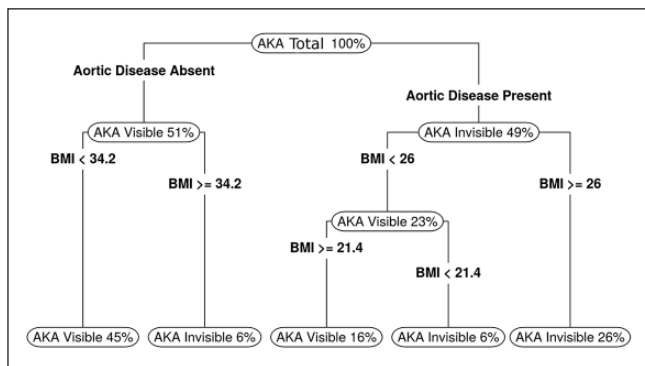 AKA Total 100%
Aortic Disease Absent
Aortic Disease Present
AKA Visible 51%
AKA Invisible 49%
BMI < 34.2
BMI < 26
BMI >= 34.2
BMI >= 26
AKA Visible 23%
BMI >= 21.4
BMI < 21.4
AKA Visible 45%
AKA Invisible 6%
AKA Visible 16%
AKA Invisible 6%
AKA Invisible 26%